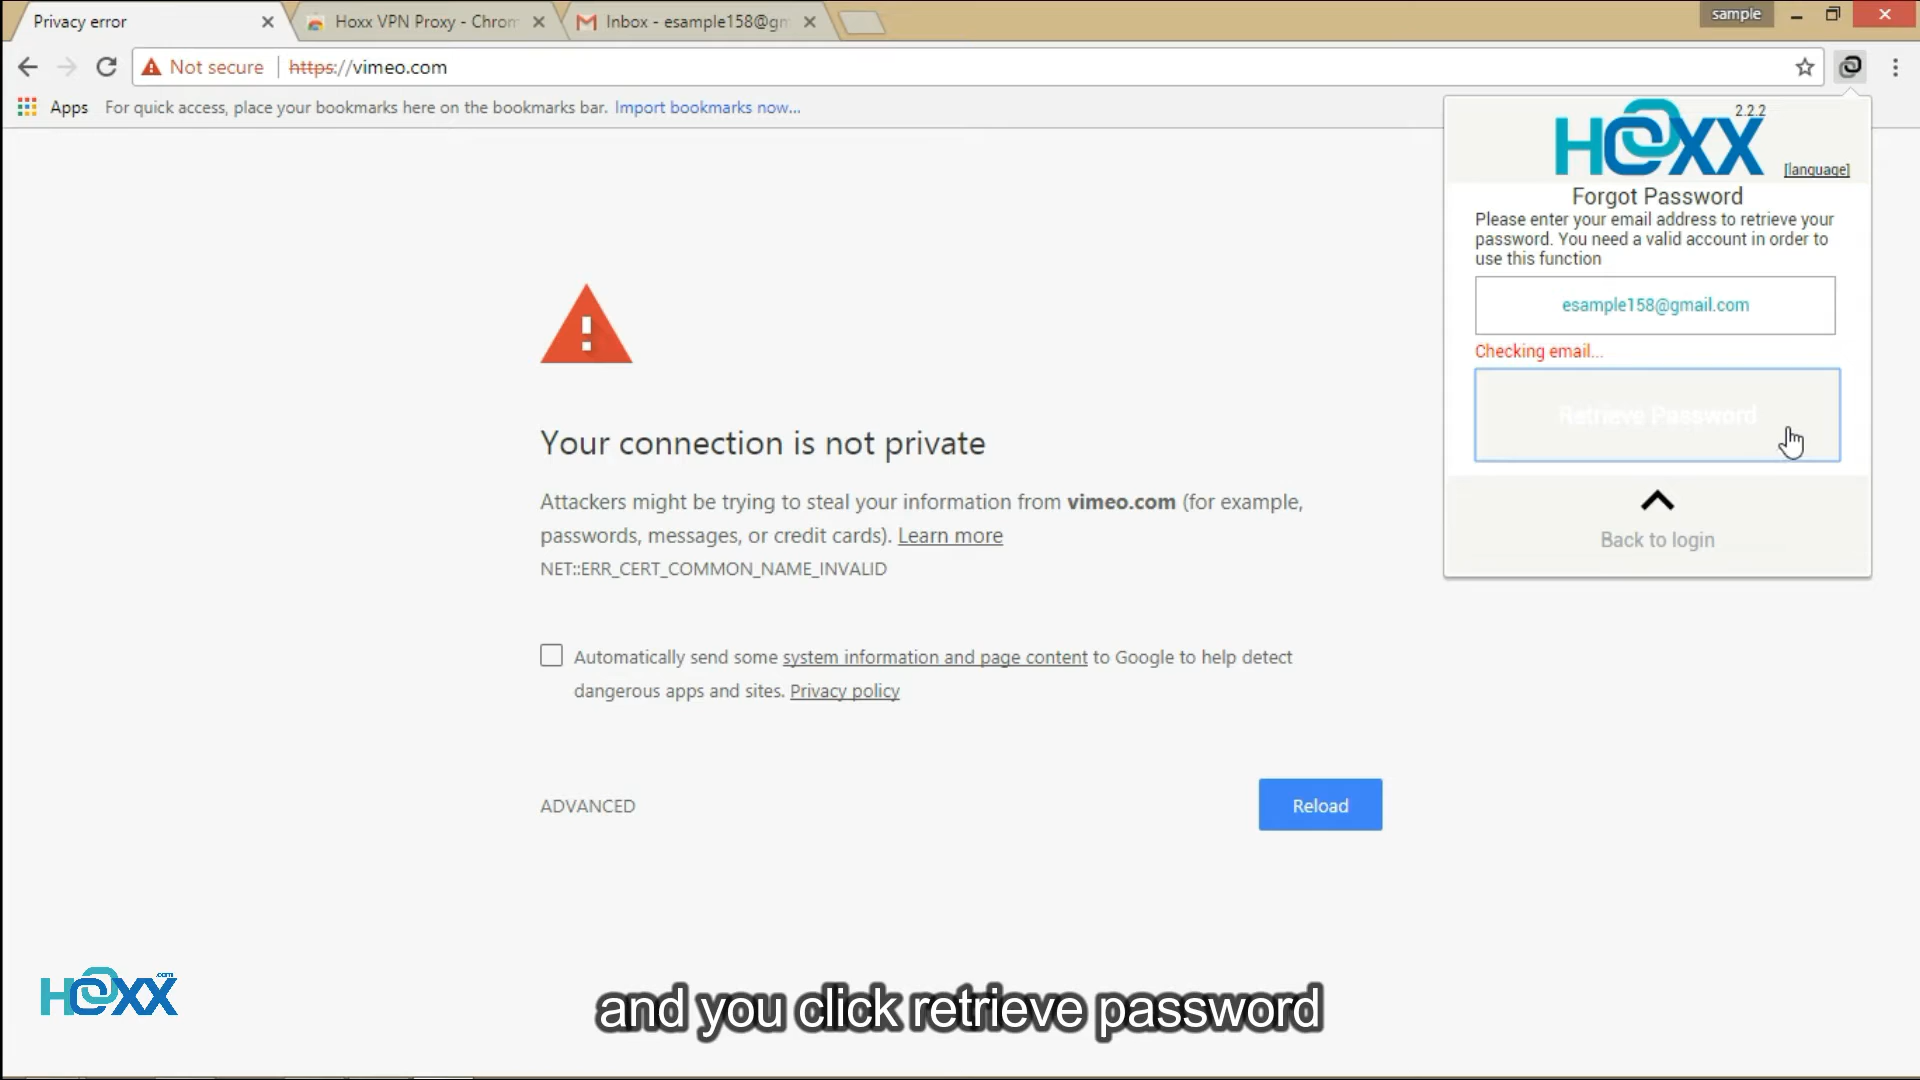 Privacy error
Hoxx VPN Proxy - Chrom
Inbox - esample158@gm
sample
Not secure
https://vimeo.com
Apps
For quick access, place your bookmarks here on the bookmarks bar. Import bookmarks now...
2.2.2
HOXX
[language]
Forgot Password
Please enter your email address to retrieve your
password. You need a valid account in order to
use this function
esample158@gmail.com
Checking email...
Retrieve Password
Back to login
Your connection is not private
Attackers might be trying to steal your information from vimeo.com (for example,
passwords, messages, or credit cards). Learn more
NET::ERR_CERT_COMMON_NAME_INVALID
Automatically send some system information and page content to Google to help detect
dangerous apps and sites. Privacy policy
ADVANCED
Reload
HOXX.com
and you click retrieve password